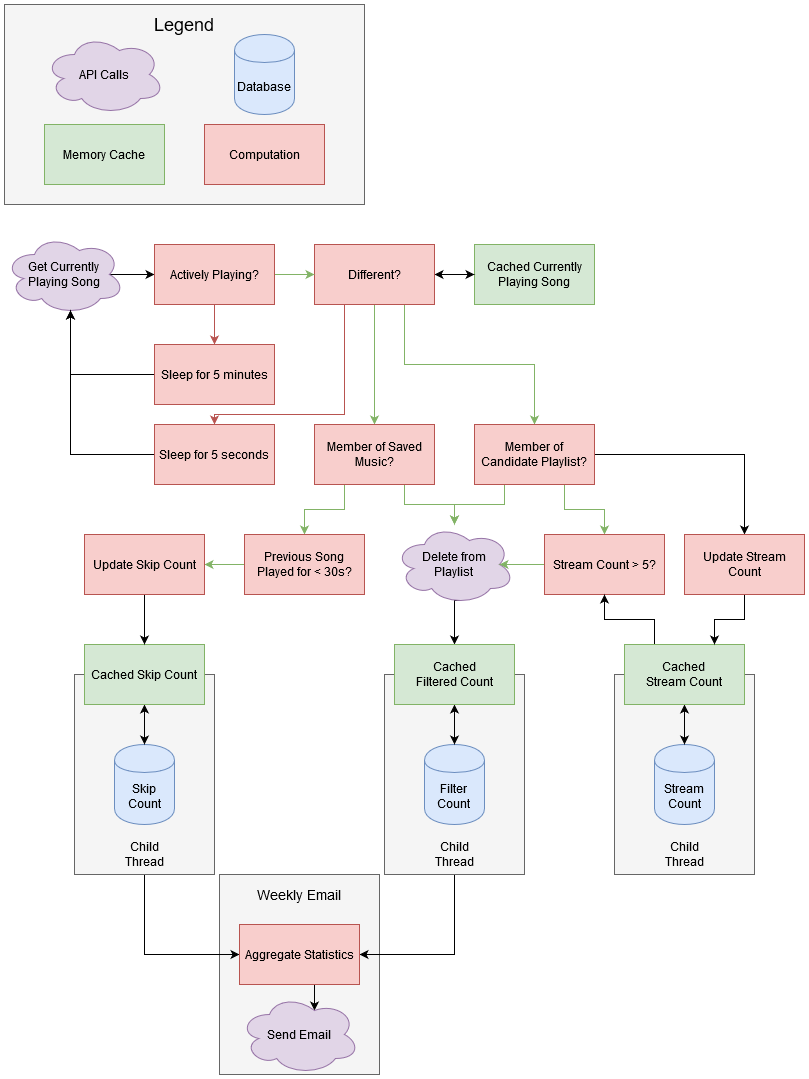 Legend
API Calls
Database
Memory Cache
Computation
Get Currently
Playing Song
Actively Playing?
Different?
Cached Currently
Playing Song
Sleep for 5 minutes
Sleep for 5 seconds
Member of Saved
Music?
Member of
Candidate Playlist?
Update Skip Count
Previous Song
Played for < 30s?
Delete from
Playlist
Stream Count > 5?
Update Stream
Count
Cached Skip Count
Cached
Filtered Count
Cached
Stream Count
Skip
Count
Filter
Count
Stream
Count
Child
Thread
Child
Thread
Child
Thread
Weekly Email
Aggregate Statistics
Send Email